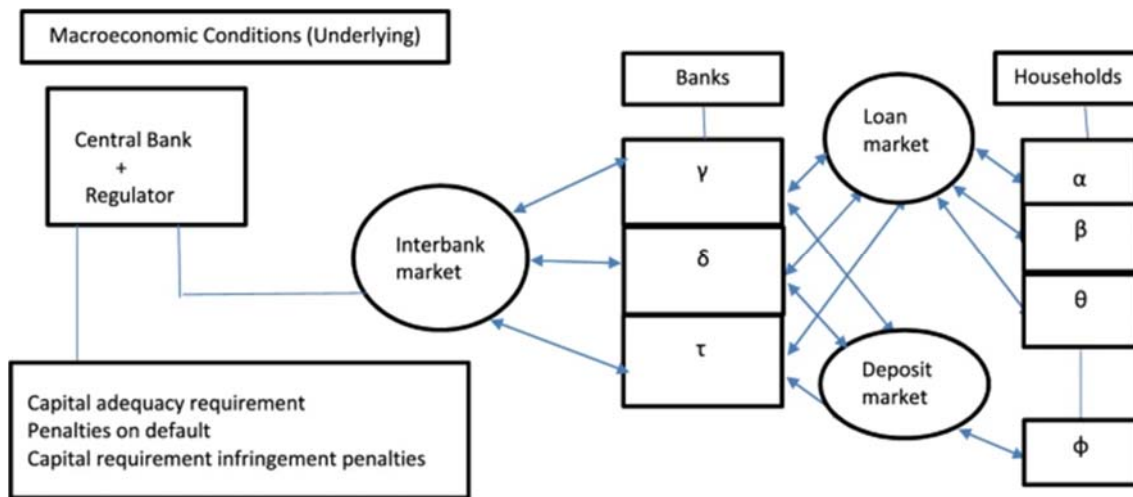 Macroeconomic Conditions (Underlying)
Central Bank
+
Regulator
Capital adequacy requirement
Penalties on default
Capital requirement infringement penalties
Interbank
market
Banks
γ
δ
τ
Loan
market
Deposit
market
Households
α
β
θ
ϕ